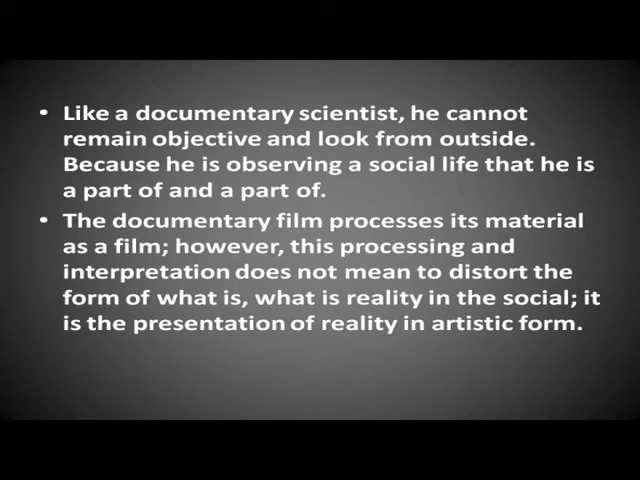 • Like a documentary scientist, he cannot
remain objective and look from outside.
Because he is observing a social life that he is
a part of and a part of.
• The documentary film processes its material
as a film; however, this processing and
interpretation does not mean to distort the
form of what is, what is reality in the social; it
is the presentation of reality in artistic form.